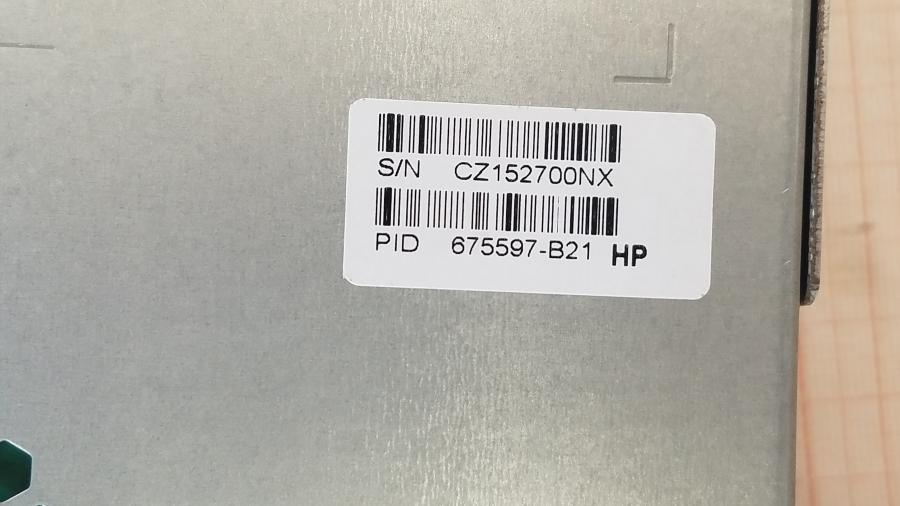 S/N CZ152700NX
PID 675597-B21 HP